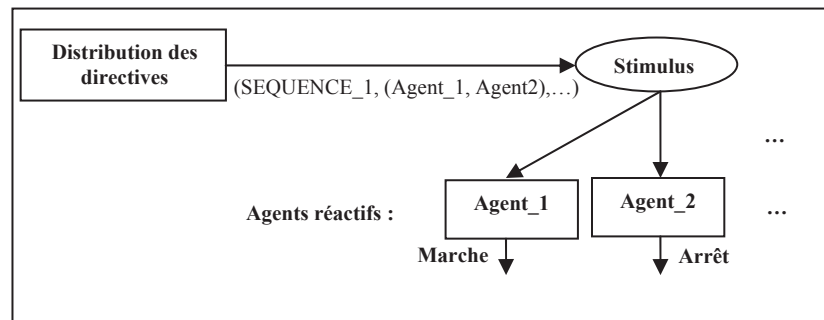 Distribution des
directives
Stimulus
(SEQUENCE_1, (Agent_1, Agent2),…)
…
Agents réactifs :
Agent_1
Agent_2
…
Marche
Arrêt